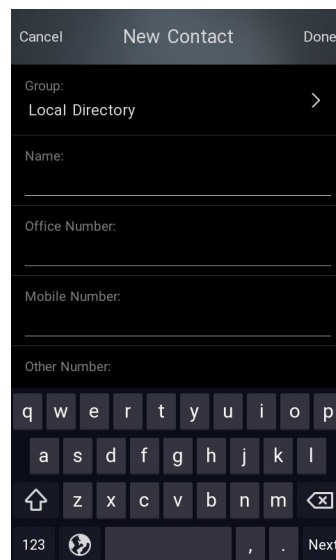 Cancel New Contact Done
Group:
Local Directory
Name:
Office Number:
Mobile Number:
Other Number:
q w e r t y u i o p
a s d f g h j k l
z x c v b n m
123 , . Next